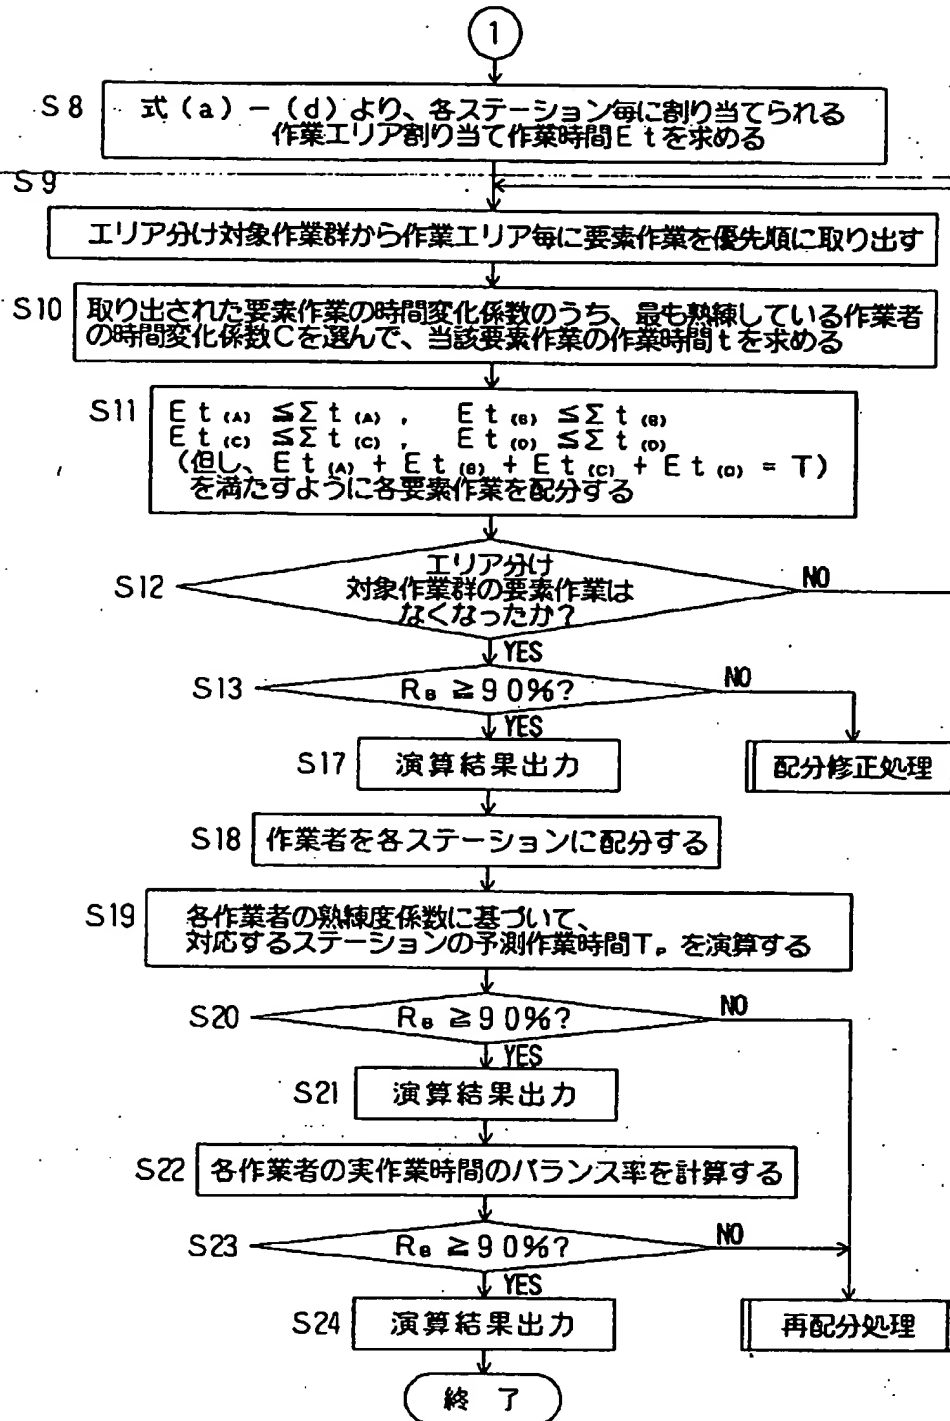 1
S8
式(a)-(d)より、各ステーション毎に割り当てられる
作業エリア割り当て作業時間Etを求める
S9
エリア分け対象作業群から作業エリア毎に要素作業を優先順に取り出す
S10
取り出された要素作業の時間変化係数のうち、最も熟練している作業者
の時間変化係数Cを選んで、当該要素作業の作業時間tを求める
S11
Et(A) ≦Σt(A) , Et(B) ≦Σt(B)
Et(C) ≦Σt(C) , Et(D) ≦Σt(D)
(但し、Et(A) + Et(B) + Et(C) + Et(D) = T)
を満たすように各要素作業を配分する
S12
エリア分け
対象作業群の要素作業は
なくなったか?
NO
YES
S13
RB ≧90%?
NO
YES
S17
演算結果出力
配分修正処理
S18
作業者を各ステーションに配分する
S19
各作業者の熟練度係数に基づいて、
対応するステーションの予測作業時間TPを演算する
S20
RB ≧90%?
NO
YES
S21
演算結果出力
S22
各作業者の実作業時間のバランス率を計算する
S23
RB ≧90%?
NO
YES
S24
演算結果出力
再配分処理
終了